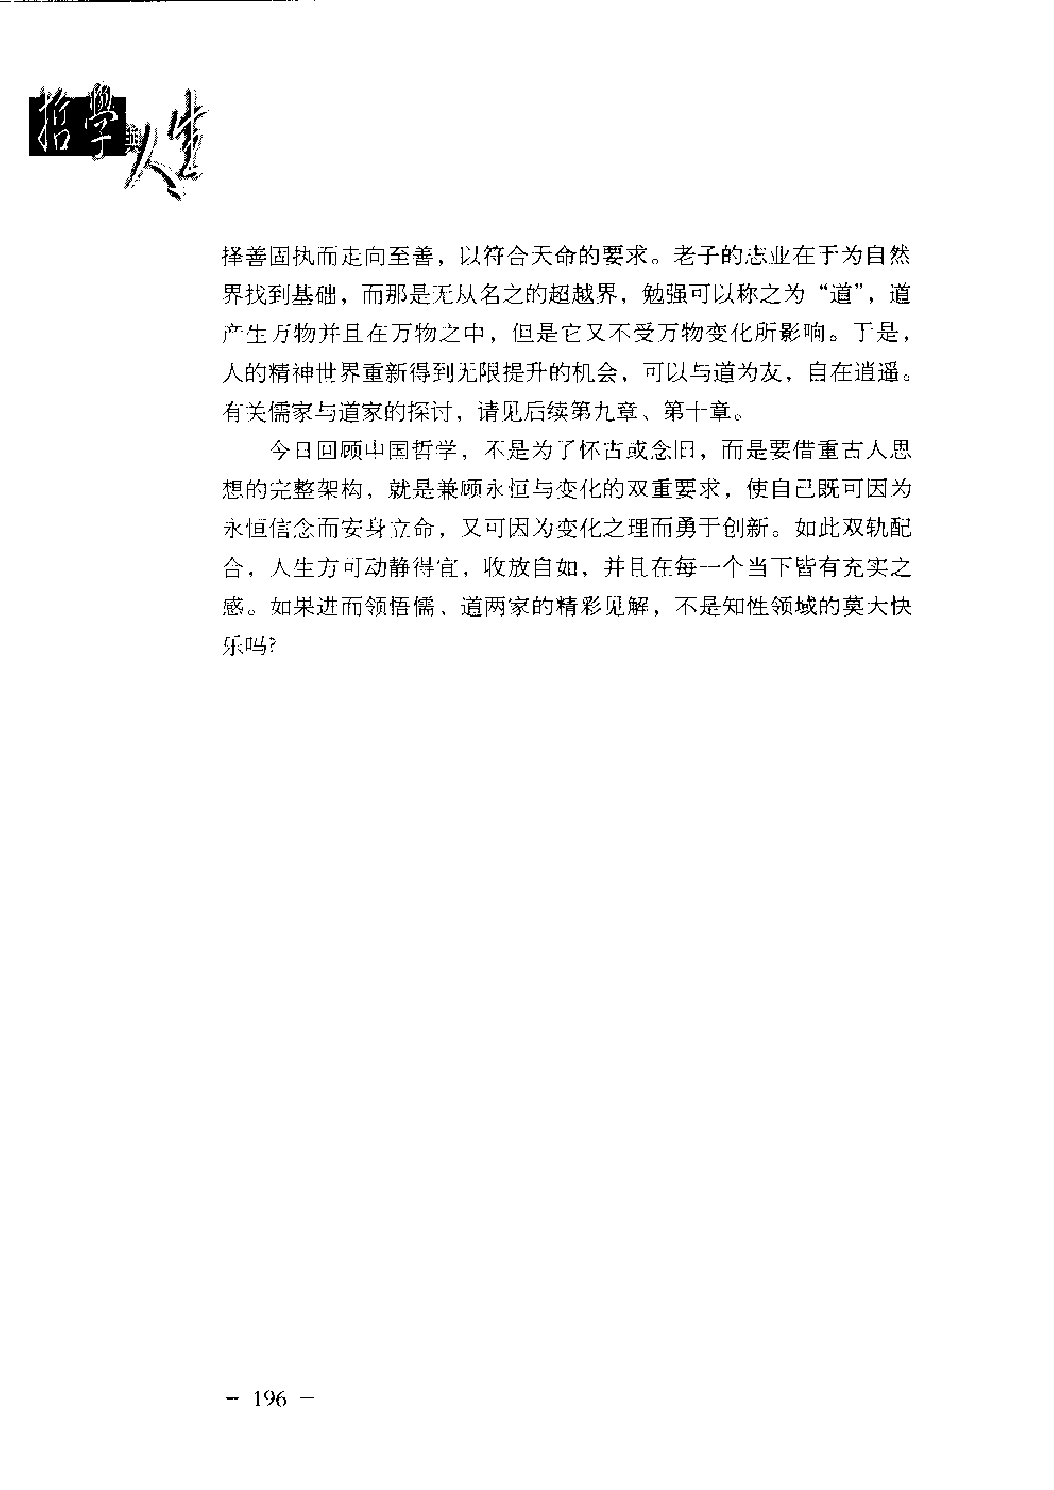 哲學與人生
择善固执而走向至善，以符合天命的要求。老子的志业在于为自然
界找到基础，而那是无从名之的超越界，勉强可以称之为“道”，道
产生万物并且在万物之中，但是它又不受万物变化所影响。于是，
人的精神世界重新得到无限提升的机会，可以与道为友，自在逍遥。
有关儒家与道家的探讨，请见后续第九章、第十章。
今日回顾中国哲学，不是为了怀古或念旧，而是要借重古人思
想的完整架构，就是兼顾永恒与变化的双重要求，使自己既可因为
永恒信念而安身立命，又可因为变化之理而勇于创新。如此双轨配
合，人生方可动静得宜，收放自如，并且在每一个当下皆有充实之
感。如果进而领悟儒、道两家的精彩见解，不是知性领域的莫大快
乐吗?
- 196 -